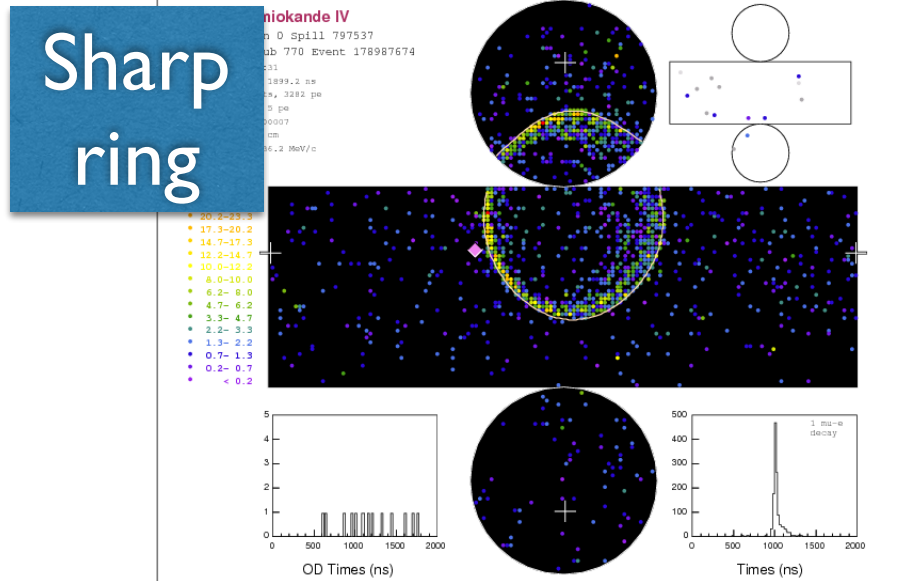 Sharp
ring
miokande IV
n 0 Spill 797537
ub 770 Event 178987674
:31
1899.2 ns
ts, 3282 pe
5 pe
00007
cm
36.2 MeV/c
20.2-23.3
17.3-20.2
14.7-17.3
12.2-14.7
10.0-12.2
8.0-10.0
6.2- 8.0
4.7- 6.2
3.3- 4.7
2.2- 3.3
1.3- 2.2
0.7- 1.3
0.2- 0.7
< 0.2
5
4
3
2
1
0
0 500 1000 1500 2000
OD Times (ns)
500
400
300
200
100
0
1 mu-e
decay
0 500 1000 1500 2000
Times (ns)